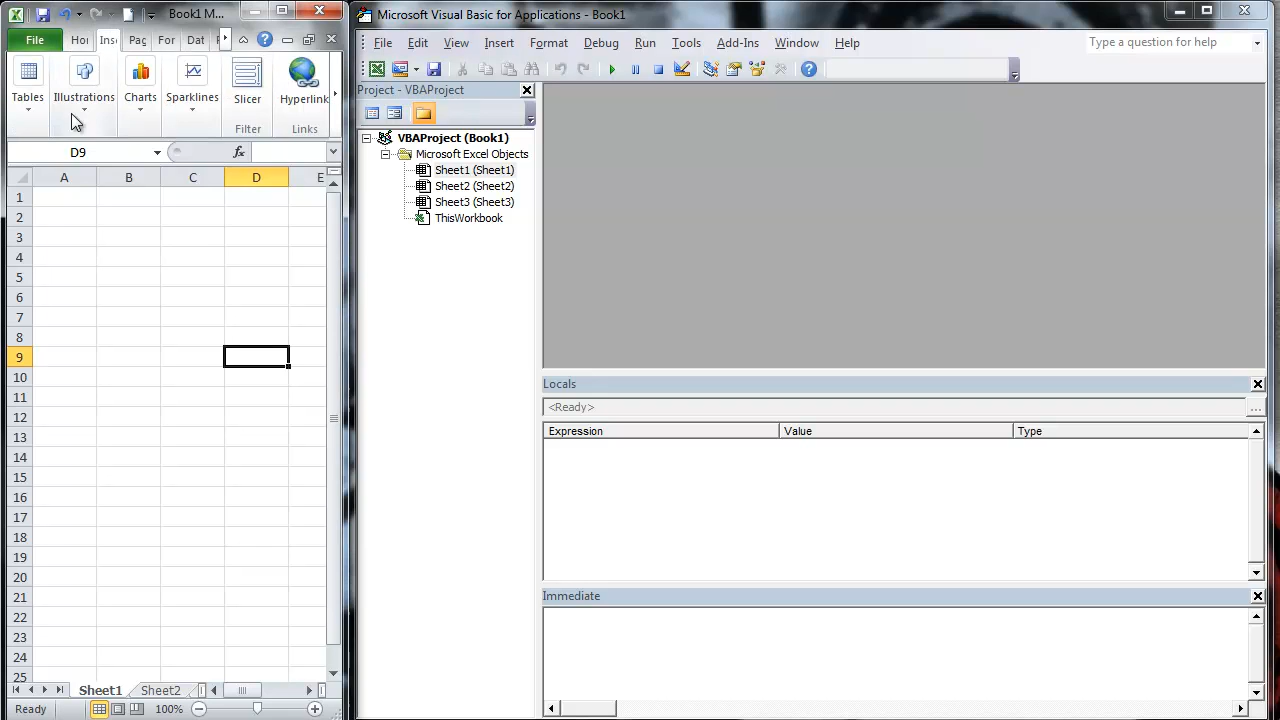 Book1 M...
File
Hor
Ins
Pag
For
Dat
Tables
Illustrations
Charts
Sparklines
Slicer
Hyperlink
Filter
Links
D9
fx
A B C D E
1
2
3
4
5
6
7
8
9
10
11
12
13
14
15
16
17
18
19
20
21
22
23
24
25
Sheet1
Sheet2
Ready
100%
Microsoft Visual Basic for Applications - Book1
File Edit View Insert Format Debug Run Tools Add-Ins Window Help
Type a question for help
Project - VBAProject
VBAProject (Book1)
Microsoft Excel Objects
Sheet1 (Sheet1)
Sheet2 (Sheet2)
Sheet3 (Sheet3)
ThisWorkbook
Locals
<Ready>
...
Expression Value Type
Immediate